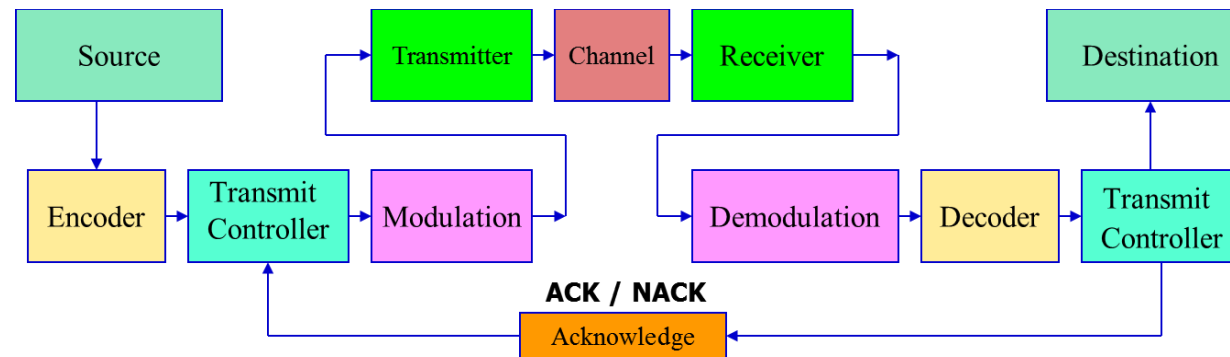 Source
Transmitter
Channel
Receiver
Destination
Encoder
Transmit
Controller
Modulation
Demodulation
Decoder
Transmit
Controller
ACK / NACK
Acknowledge